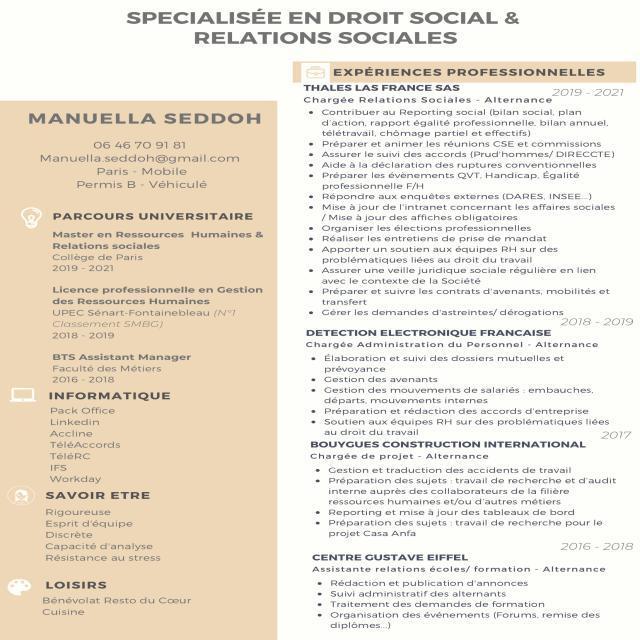 SPECIALISÉE EN DROIT SOCIAL &
RELATIONS SOCIALES
MANUELLA SEDDOH
06 46 70 91 81
Manuella.seddoh@gmail.com
Paris - Mobile
Permis B - Véhiculé
PARCOURS UNIVERSITAIRE
Master en Ressources Humaines &
Relations sociales
Collège de Paris
2019 - 2021
Licence professionnelle en Gestion
des Ressources Humaines
UPEC Sénart-Fontainebleau (N°1
Classement SMBG)
2018 - 2019
BTS Assistant Manager
Faculté des Métiers
2016 - 2018
INFORMATIQUE
Pack Office
Linkedin
Accline
TéléAccords
TéléRC
IFS
Workday
SAVOIR ETRE
Rigoureuse
Esprit d'équipe
Discrète
Capacité d'analyse
Résistance au stress
LOISIRS
Bénévolat Resto du Cœur
Cuisine
EXPÉRIENCES PROFESSIONNELLES
THALES LAS FRANCE SAS
2019 - 2021
Chargée Relations Sociales - Alternance
• Contribuer au Reporting social (bilan social, plan
d'action, rapport égalité professionnelle, bilan annuel,
télétravail, chômage partiel et effectifs)
• Préparer et animer les réunions CSE et commissions
• Assurer le suivi des accords (Prud'hommes/ DIRECCTE)
• Aide à la déclaration des ruptures conventionnelles
• Préparer les évènements QVT, Handicap, Égalité
professionnelle F/H
• Répondre aux enquêtes externes (DARES, INSEE...)
• Mise à jour de l'intranet concernant les affaires sociales
/ Mise à jour des affiches obligatoires
• Organiser les élections professionnelles
• Réaliser les entretiens de prise de mandat
• Apporter un soutien aux équipes RH sur des
problématiques liées au droit du travail
• Assurer une veille juridique sociale régulière en lien
avec le contexte de la Société
• Préparer et suivre les contrats d'avenants, mobilités et
transfert
• Gérer les demandes d'astreintes/ dérogations
2018 - 2019
DETECTION ELECTRONIQUE FRANCAISE
Chargée Administration du Personnel - Alternance
• Élaboration et suivi des dossiers mutuelles et
prévoyance
• Gestion des avenants
• Gestion des mouvements de salariés : embauches,
départs, mouvements internes
• Préparation et rédaction des accords d'entreprise
• Soutien aux équipes RH sur des problématiques liées
au droit du travail
2017
BOUYGUES CONSTRUCTION INTERNATIONAL
Chargée de projet - Alternance
• Gestion et traduction des accidents de travail
• Préparation des sujets : travail de recherche et d'audit
interne auprès des collaborateurs de la filière
ressources humaines et/ou d'autres métiers
• Reporting et mise à jour des tableaux de bord
• Préparation des sujets : travail de recherche pour le
projet Casa Anfa
2016 - 2018
CENTRE GUSTAVE EIFFEL
Assistante relations écoles/ formation - Alternance
• Rédaction et publication d'annonces
• Suivi administratif des alternants
• Traitement des demandes de formation
• Organisation des événements (Forums, remise des
diplômes...)